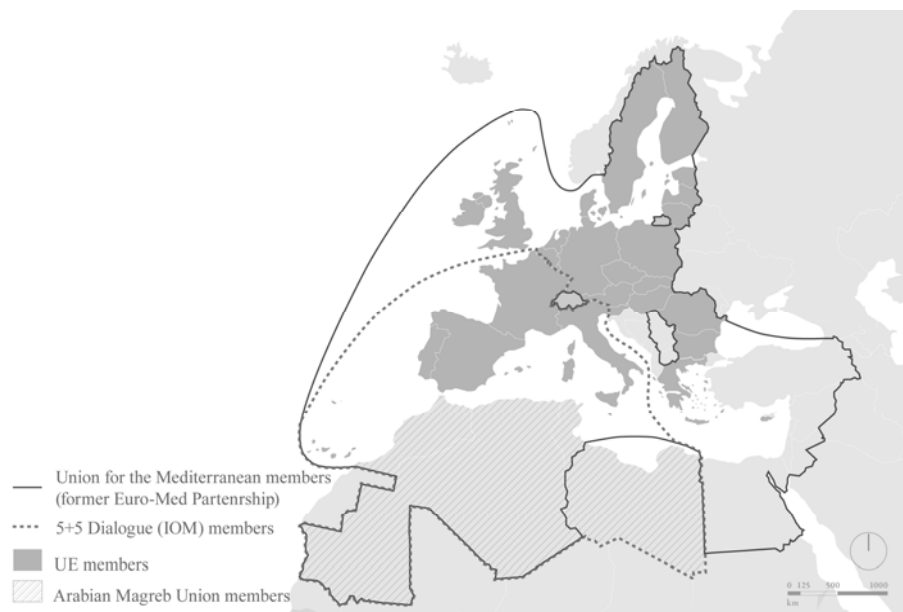 Union for the Mediterranean members
(former Euro-Med Partenrship)
5+5 Dialogue (IOM) members
UE members
Arabian Magreb Union members
0 125 500 1000
km